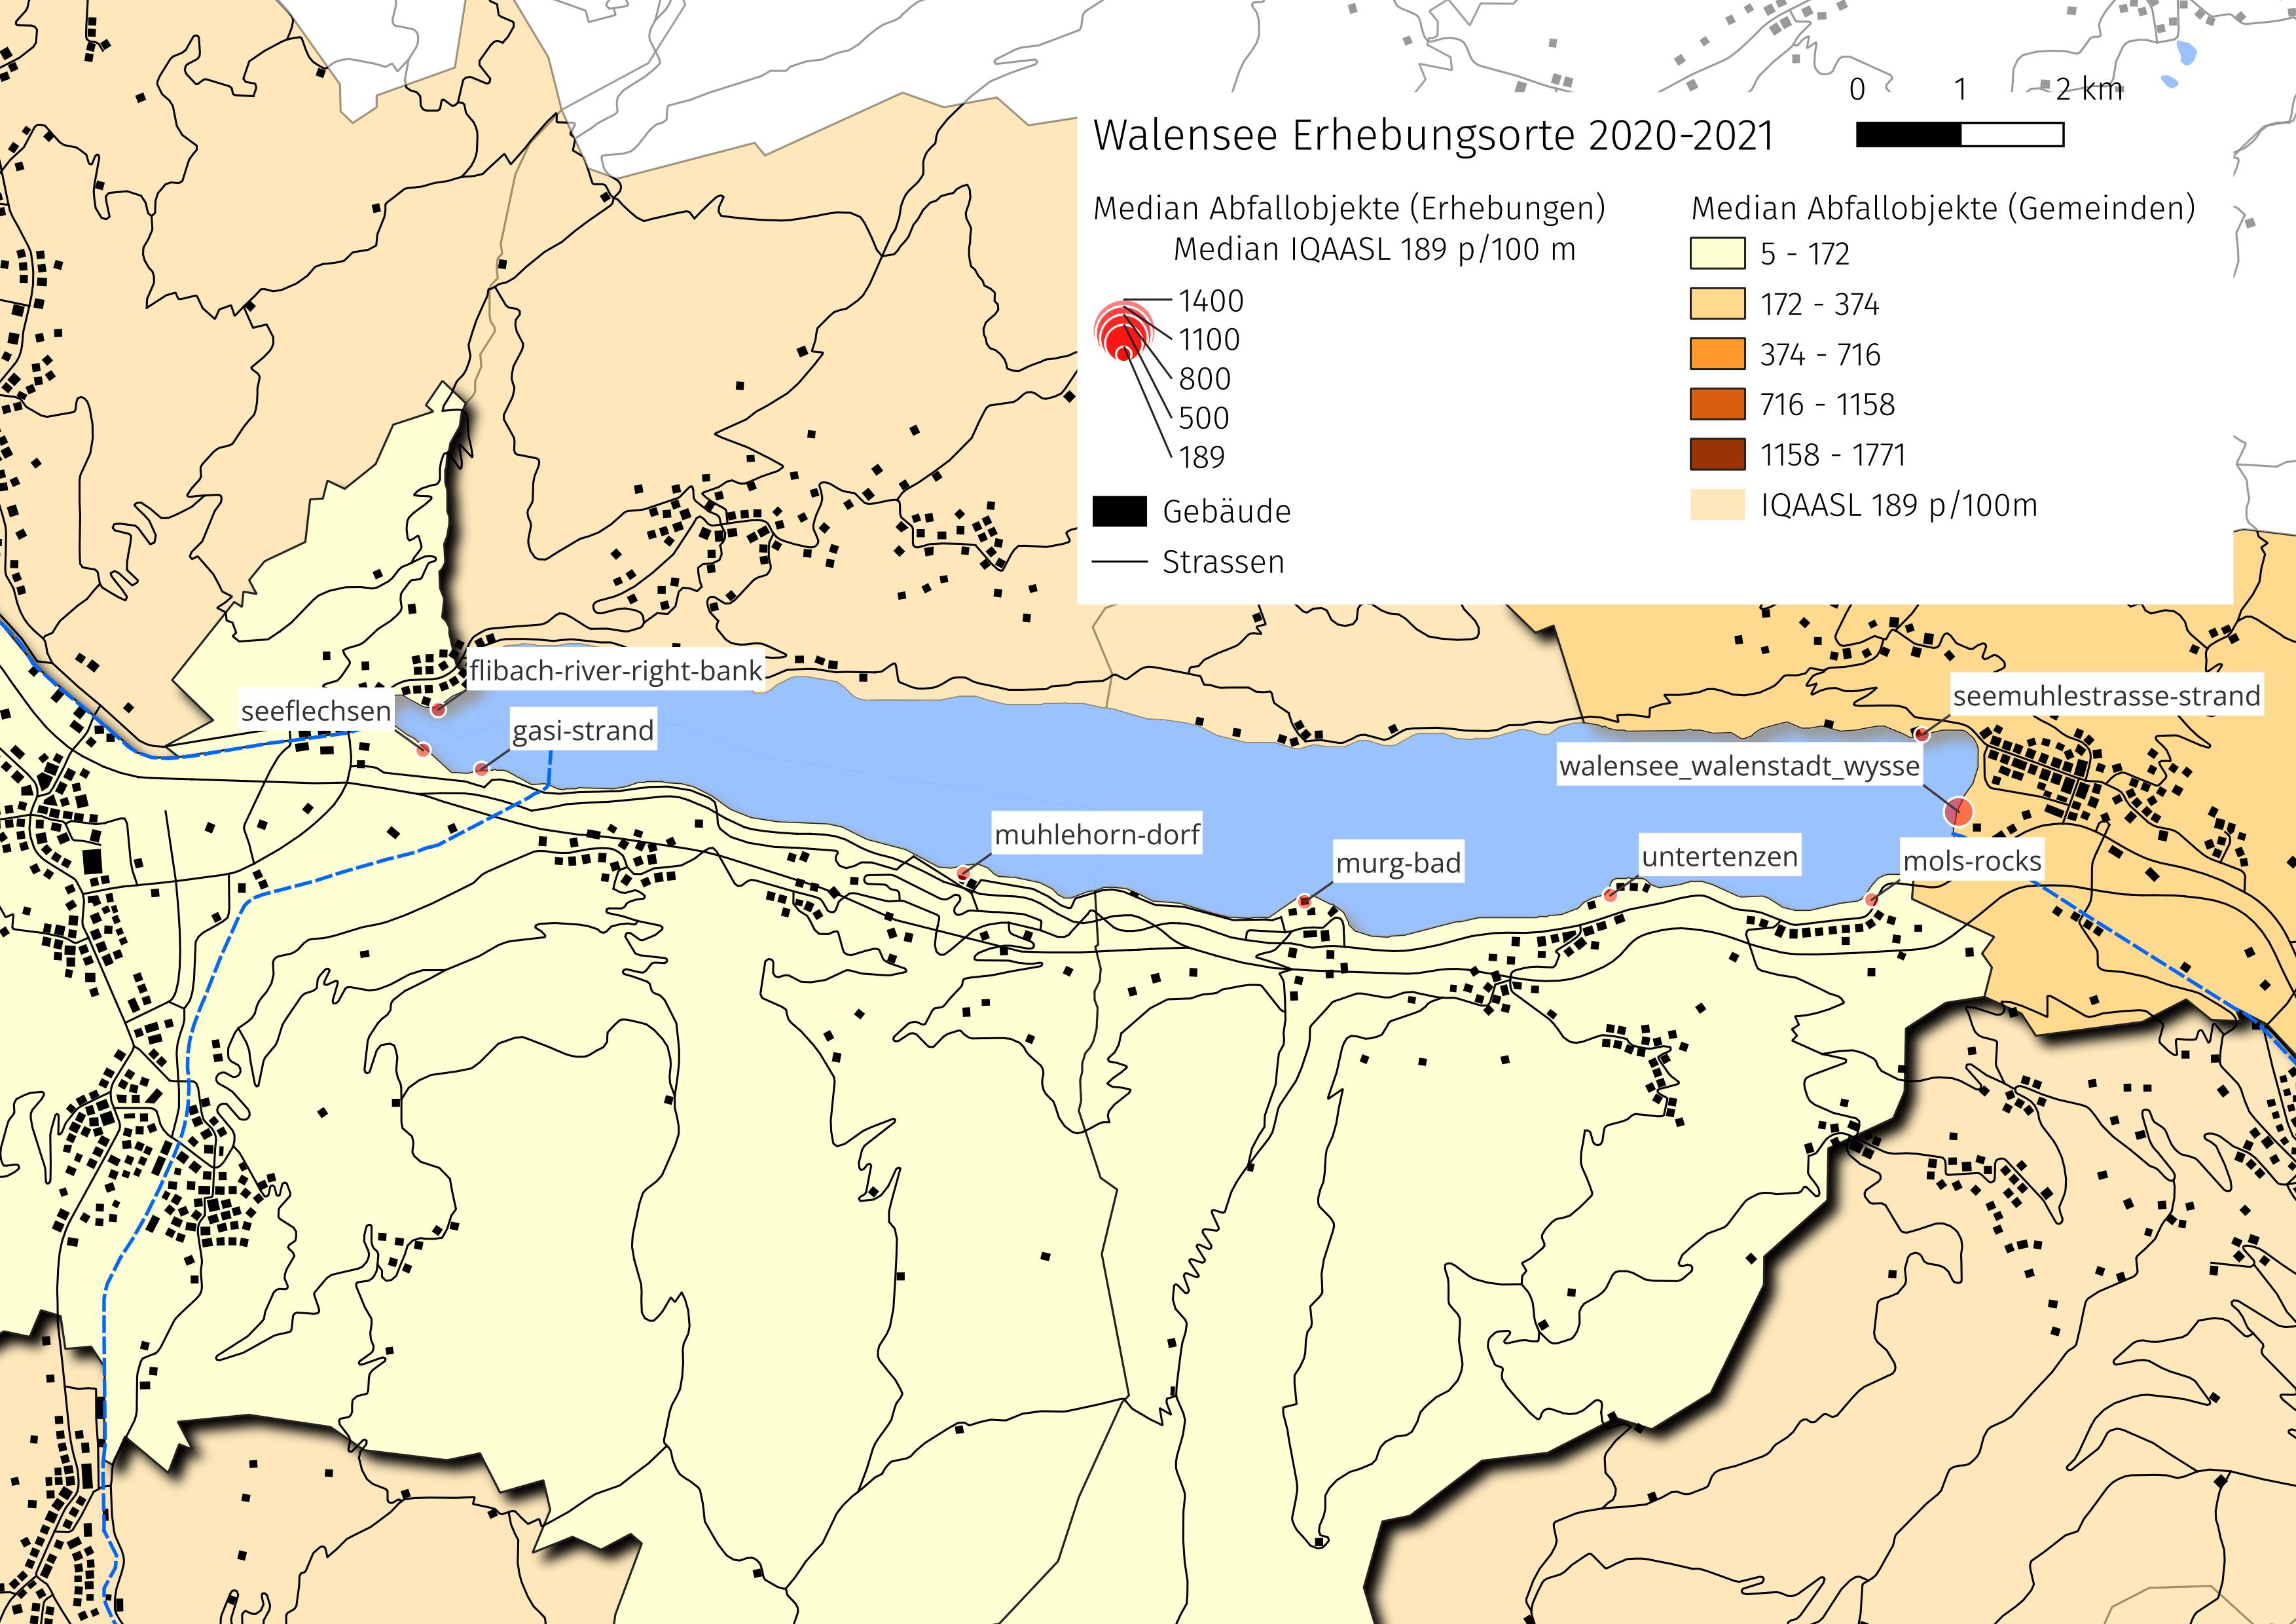 0 1 2 km
Walensee Erhebungsorte 2020-2021
Median Abfallobjekte (Erhebungen)
Median IQAASL 189 p/100 m
1400
1100
800
500
189
Gebäude
Strassen
Median Abfallobjekte (Gemeinden)
5 - 172
172 - 374
374 - 716
716 - 1158
1158 - 1771
IQAASL 189 p/100m
flibach-river-right-bank
seeflechsen
gasi-strand
seemuhlestrasse-strand
walensee_walenstadt_wysse
muhlehorn-dorf
murg-bad
untertenzen
mols-rocks